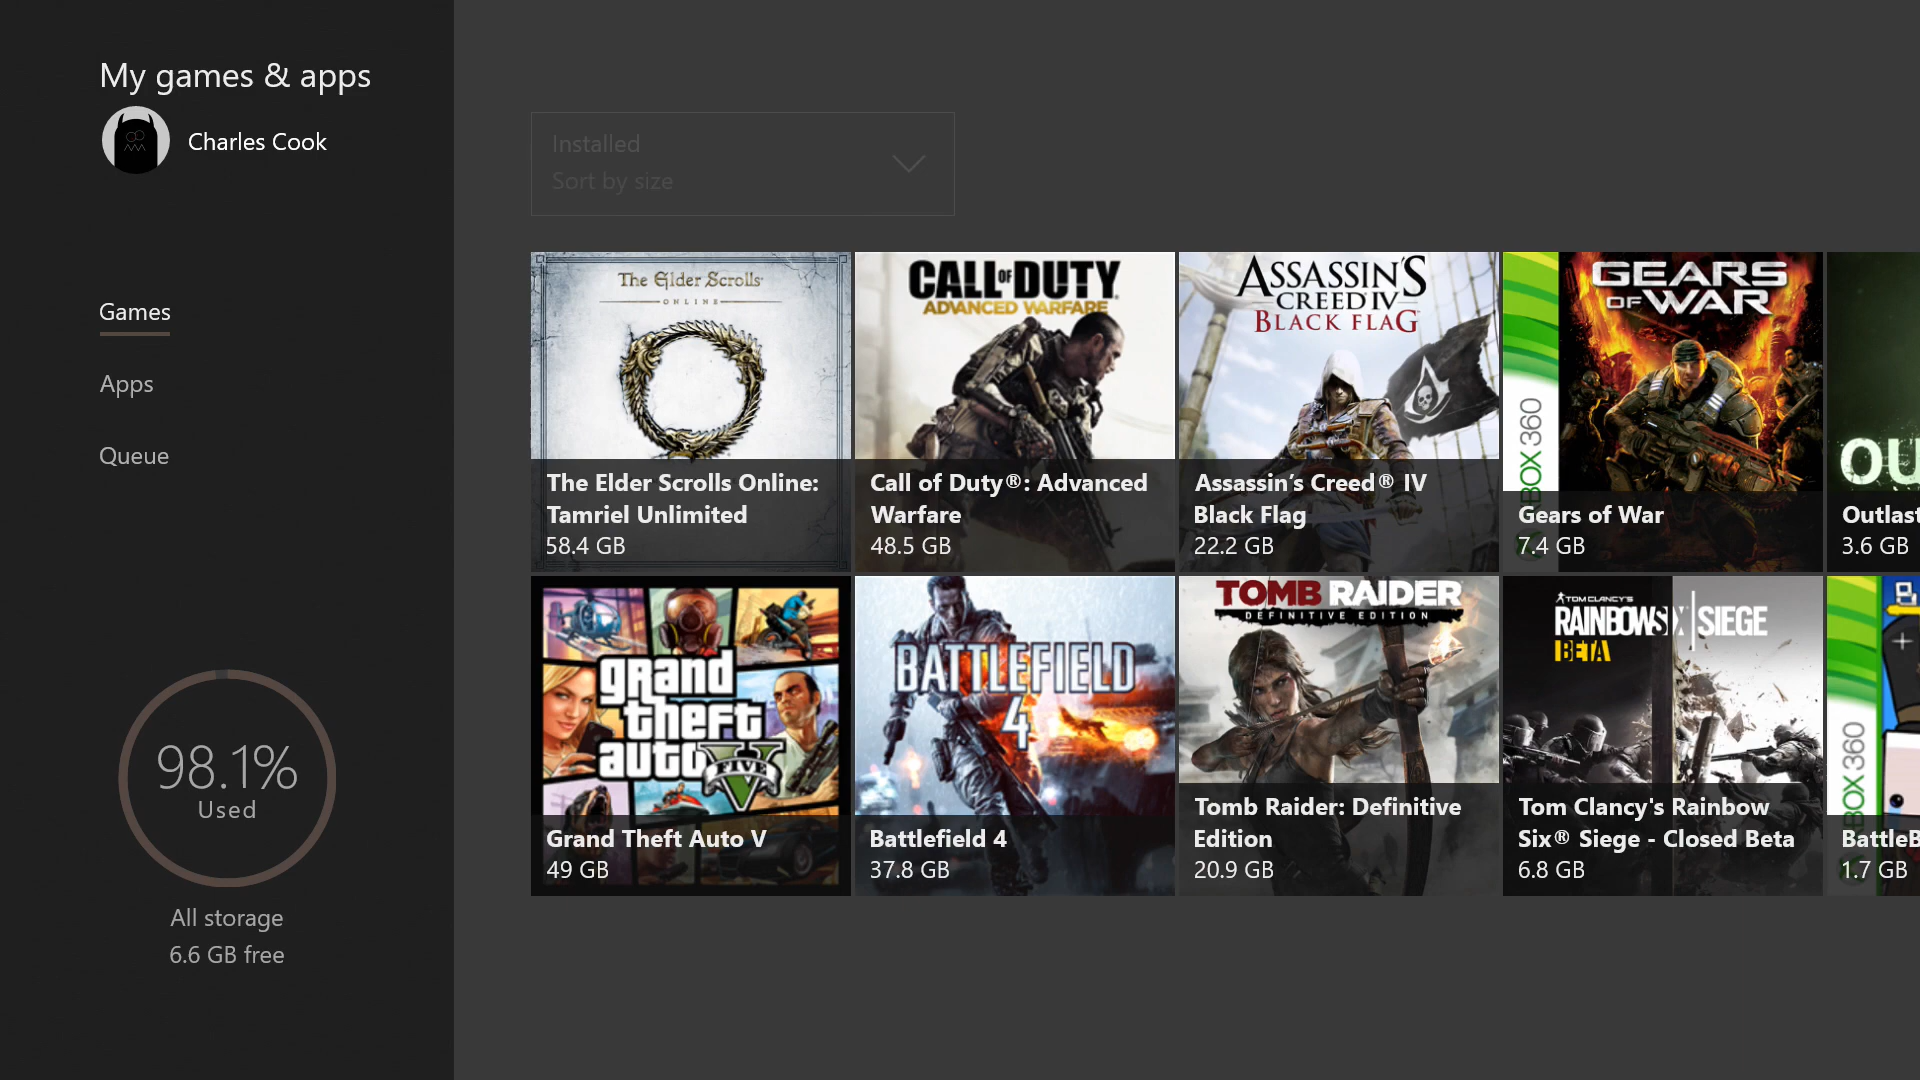 My games & apps
Charles Cook
Games
Apps
Queue
98.1%
Used
All storage
6.6 GB free
Installed
Sort by size
The Elder Scrolls
ONLINE
The Elder Scrolls Online:
Tamriel Unlimited
58.4 GB
CALL OF DUTY
ADVANCED WARFARE
Call of Duty®: Advanced
Warfare
48.5 GB
ASSASSIN'S
CREED IV
BLACK FLAG
Assassin’s Creed® IV
Black Flag
22.2 GB
XBOX 360
GEARS
OF WAR
Gears of War
7.4 GB
OU
Outlast
3.6 GB
grand
theft
auto V
FIVE
Grand Theft Auto V
49 GB
BATTLEFIELD
4
Battlefield 4
37.8 GB
TOMB RAIDER
DEFINITIVE EDITION
Tomb Raider: Definitive
Edition
20.9 GB
TOM CLANCY'S
RAINBOW SIX SIEGE
BETA
Tom Clancy's Rainbow
Six® Siege - Closed Beta
6.8 GB
XBOX 360
BattleB
1.7 GB